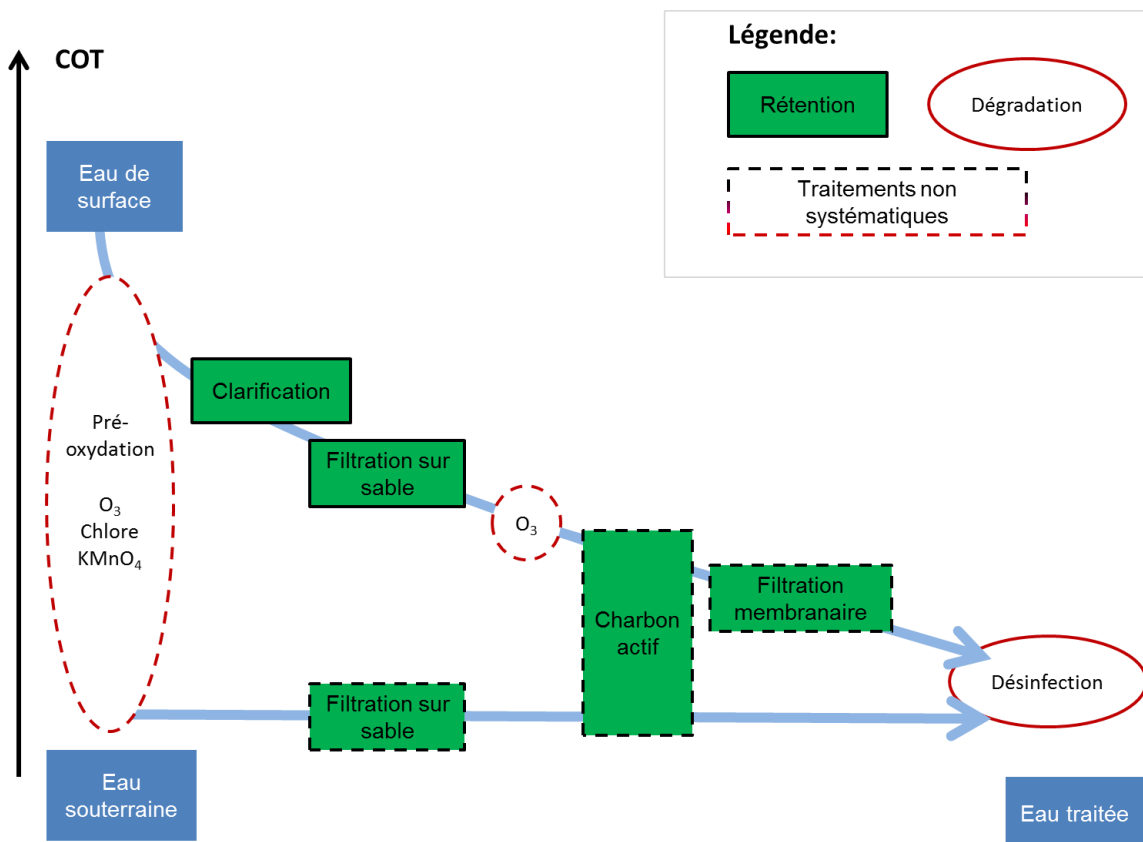 COT
Légende:
Rétention
Dégradation
Traitements non
systématiques
Eau de
surface
Pré-
oxydation
O₃
Chlore
KMnO₄
Clarification
Filtration sur
sable
O₃
Charbon
actif
Filtration
membranaire
Filtration sur
sable
Désinfection
Eau
souterraine
Eau traitée